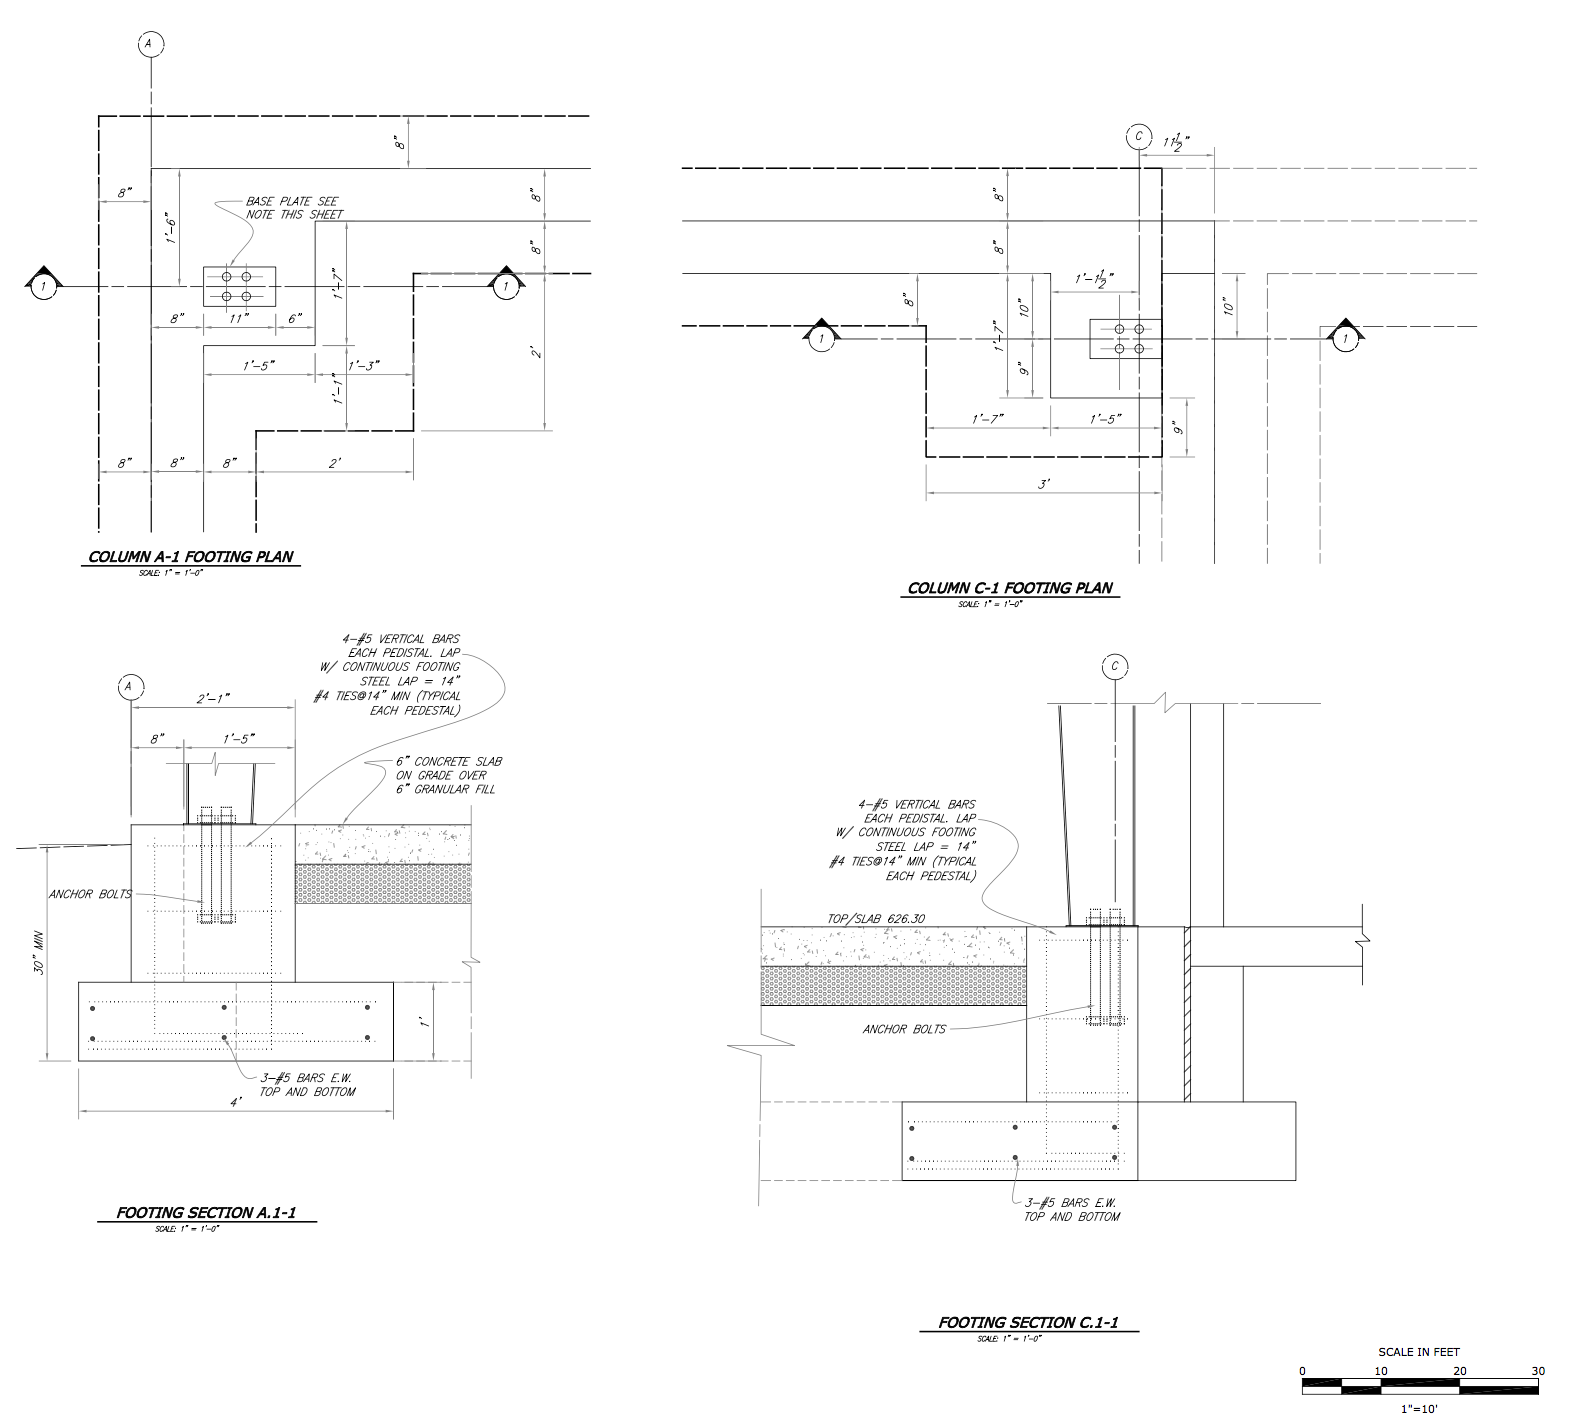 A
8"
8"
BASE PLATE SEE
NOTE THIS SHEET
1'-6"
8"
8"
1
1
1'-7"
8"
11"
6"
1'-5"
1'-3"
1'-1"
2'
8"
8"
8"
2'
COLUMN A-1 FOOTING PLAN
SCALE: 1" = 1'-0"
C
11 1/2"
8"
8"
8"
1'-1 1/2"
10"
1'-7"
9"
10"
1
1
1'-7"
1'-5"
9"
3'
COLUMN C-1 FOOTING PLAN
SCALE: 1" = 1'-0"
4-#5 VERTICAL BARS
EACH PEDISTAL. LAP
W/ CONTINUOUS FOOTING
STEEL LAP = 14"
#4 TIES@14" MIN (TYPICAL
EACH PEDESTAL)
A
2'-1"
8"
1'-5"
6" CONCRETE SLAB
ON GRADE OVER
6" GRANULAR FILL
ANCHOR BOLTS
30" MIN
1'
3-#5 BARS E.W.
TOP AND BOTTOM
4'
FOOTING SECTION A.1-1
SCALE: 1" = 1'-0"
C
4-#5 VERTICAL BARS
EACH PEDISTAL. LAP
W/ CONTINUOUS FOOTING
STEEL LAP = 14"
#4 TIES@14" MIN (TYPICAL
EACH PEDESTAL)
TOP/SLAB 626.30
ANCHOR BOLTS
3-#5 BARS E.W.
TOP AND BOTTOM
FOOTING SECTION C.1-1
SCALE: 1" = 1'-0"
SCALE IN FEET
0 10 20 30
1"=10'